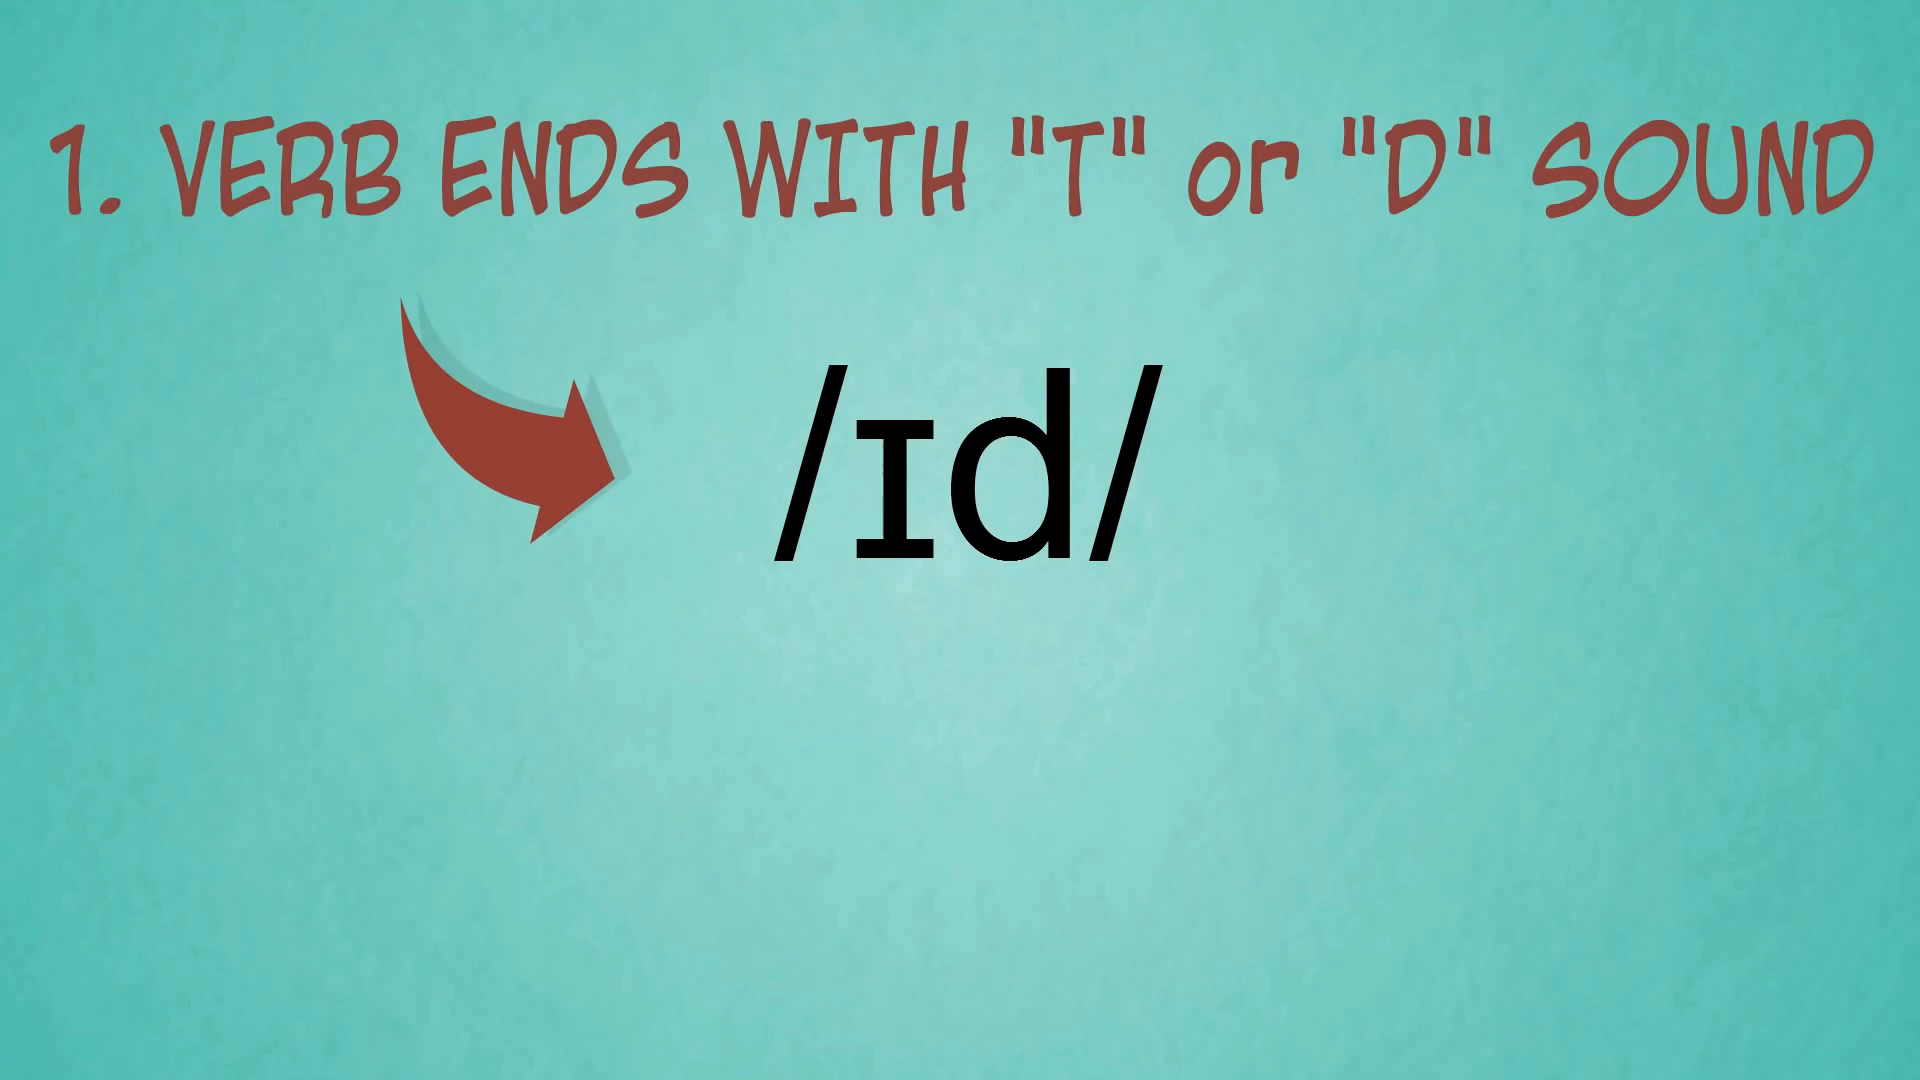 1. VERB ENDS WITH "T" or "D" SOUND
/ɪd/